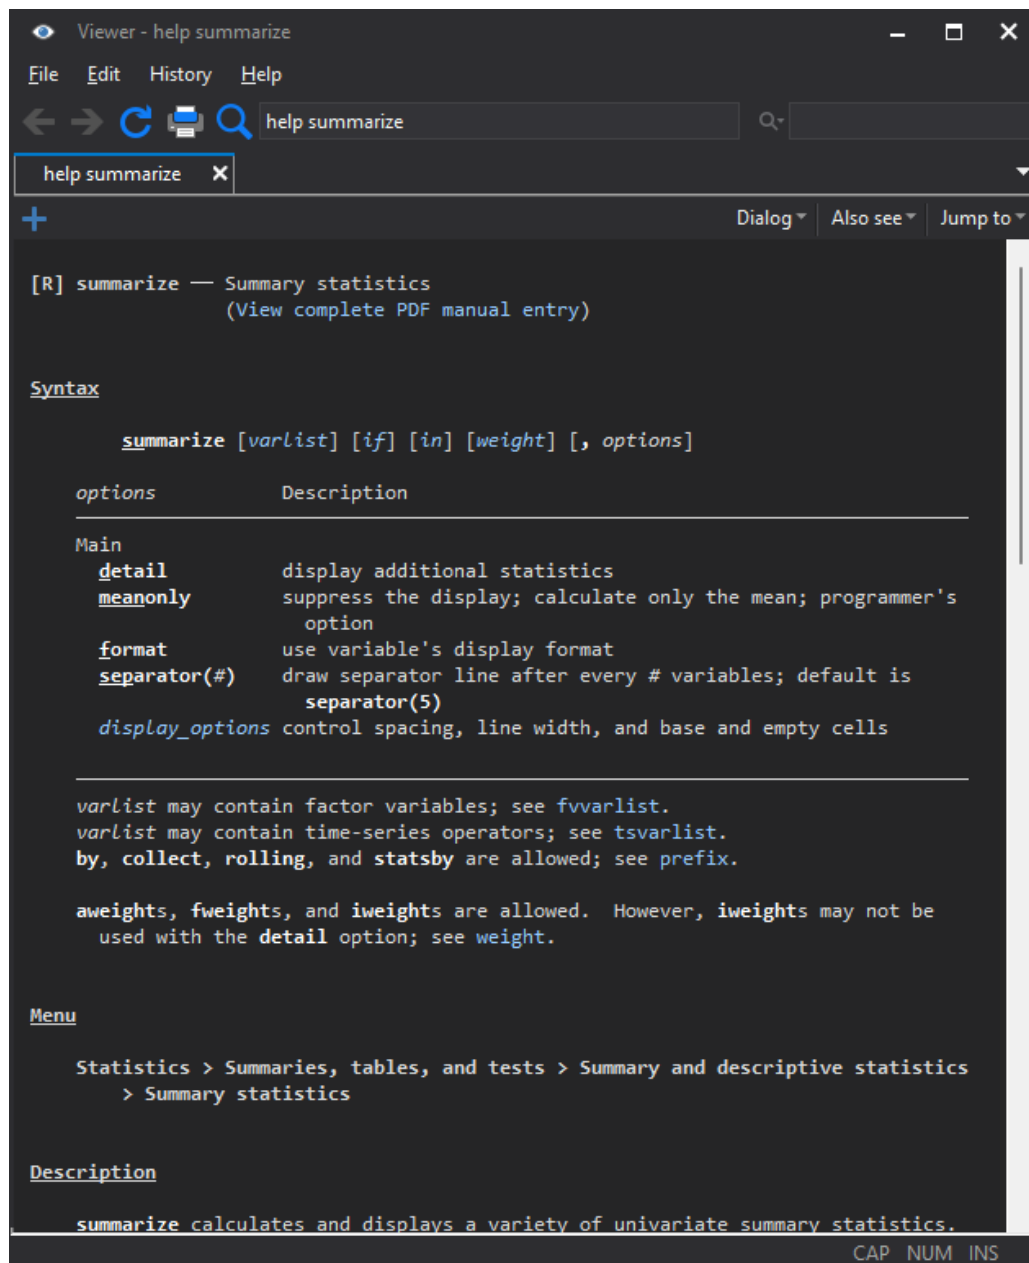 Viewer - help summarize
File Edit History Help
help summarize
help summarize
Dialog Also see Jump to
[R] summarize — Summary statistics
(View complete PDF manual entry)
Syntax
summarize [varlist] [if] [in] [weight] [, options]
options Description
Main
detail display additional statistics
meanonly suppress the display; calculate only the mean; programmer's
option
format use variable's display format
separator(#) draw separator line after every # variables; default is
separator(5)
display_options control spacing, line width, and base and empty cells
varlist may contain factor variables; see fvvarlist.
varlist may contain time-series operators; see tsvarlist.
by, collect, rolling, and statsby are allowed; see prefix.
aweights, fweights, and iweights are allowed.  However, iweights may not be
used with the detail option; see weight.
Menu
Statistics > Summaries, tables, and tests > Summary and descriptive statistics
> Summary statistics
Description
summarize calculates and displays a variety of univariate summary statistics.
CAP NUM INS